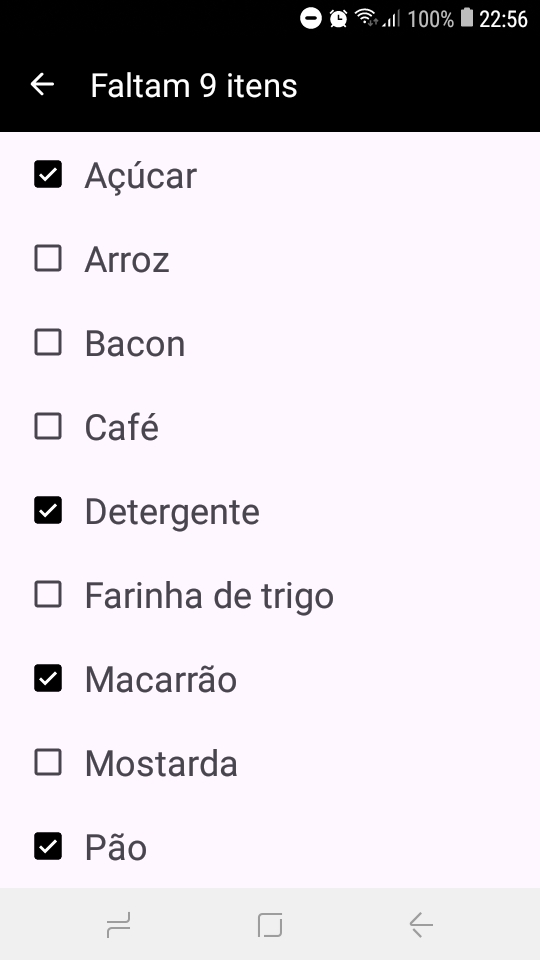 100% 22:56
Faltam 9 itens
Açúcar
Arroz
Bacon
Café
Detergente
Farinha de trigo
Macarrão
Mostarda
Pão